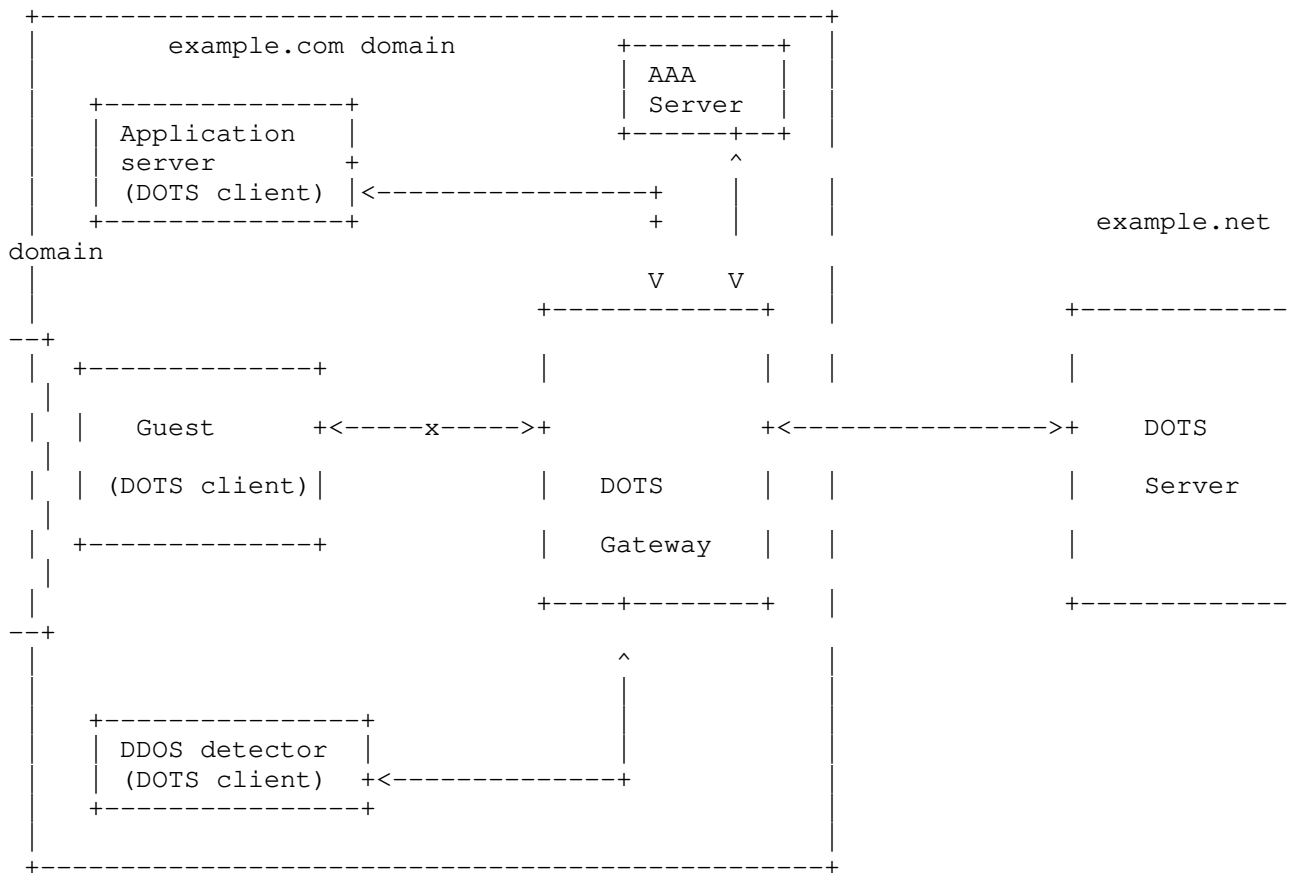 example.com domain
AAA
Server
Application
server
(DOTS client)
example.net
domain
V V
Guest
x
DOTS
(DOTS client)
DOTS
Server
Gateway
DDOS detector
(DOTS client)